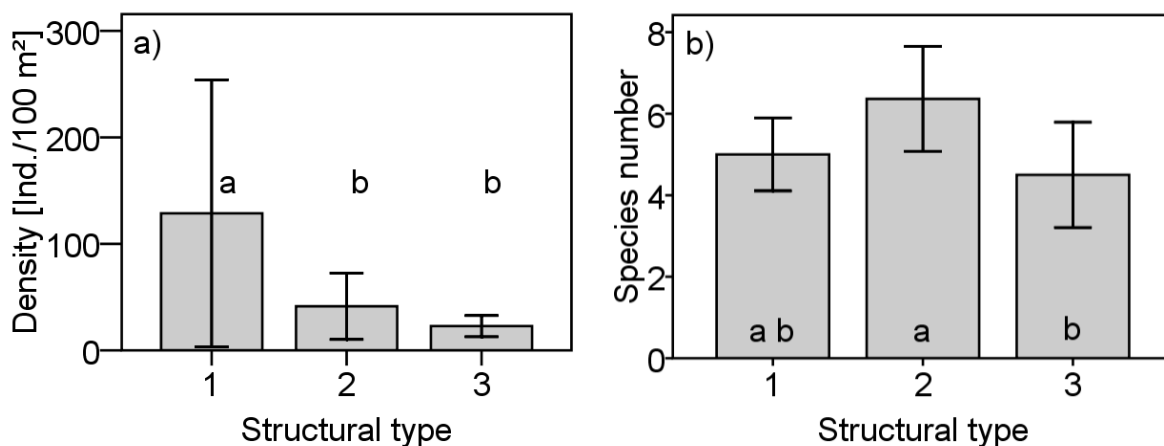 a)
Density [Ind./100 m²]
300
200
100
0
a b b
1 2 3
Structural type
b)
Species number
8
6
4
2
0
a b a b
1 2 3
Structural type